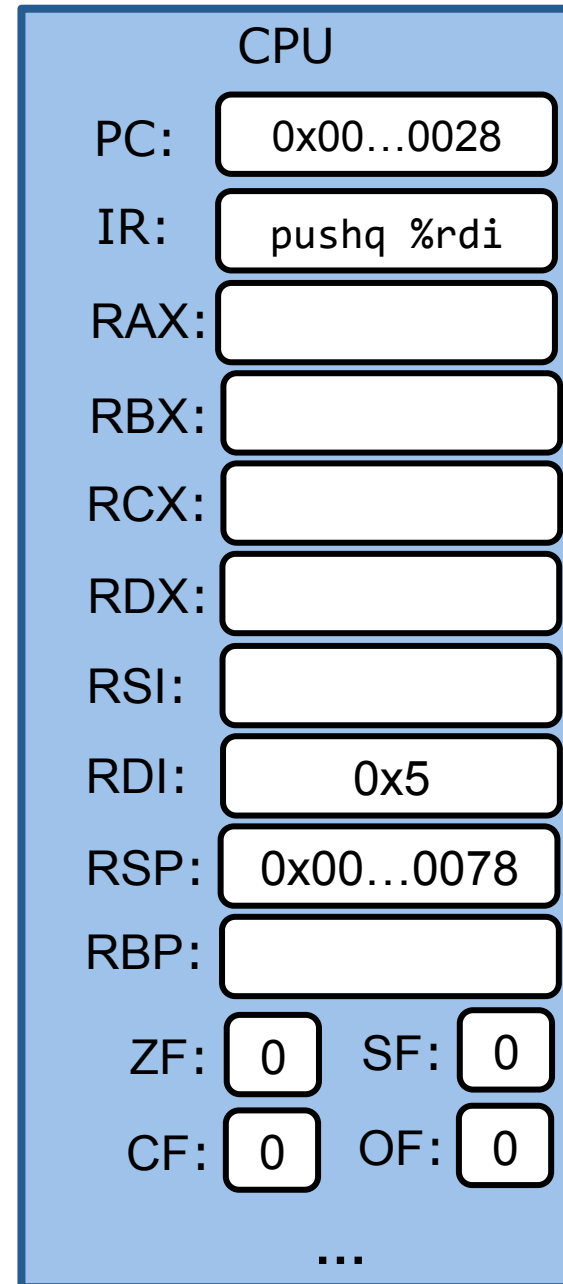 CPU
PC: 0x00…0028
IR: pushq %rdi
RAX:
RBX:
RCX:
RDX:
RSI:
RDI: 0x5
RSP: 0x00…0078
RBP:
ZF: 0 SF: 0
CF: 0 OF: 0
…